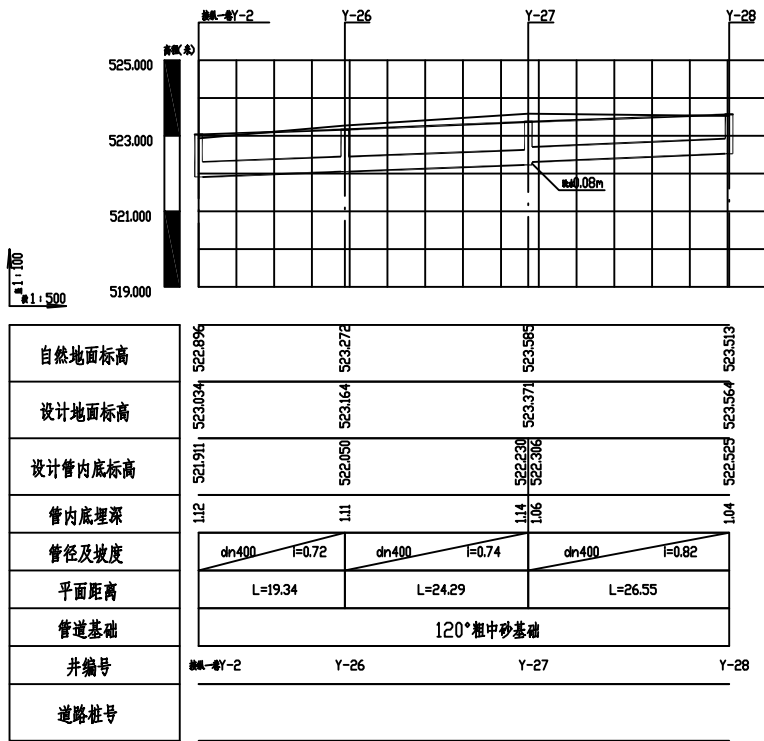 Y-2 Y-26 Y-27 Y-28
高程(米)
525.000
523.000
521.000
519.000
0.08m
1:100
1:500
自然地面标高 522.896 523.272 523.585 523.513
设计地面标高 523.034 523.164 523.371 523.564
设计管内底标高 521.911 522.050 522.230 522.306 522.525
管内底埋深 1.12 1.11 1.14 1.06 1.04
管径及坡度 dn400 i=0.72 dn400 i=0.74 dn400 i=0.82
平面距离 L=19.34 L=24.29 L=26.55
管道基础 120°粗中砂基础
井编号 Y-2 Y-26 Y-27 Y-28
道路桩号